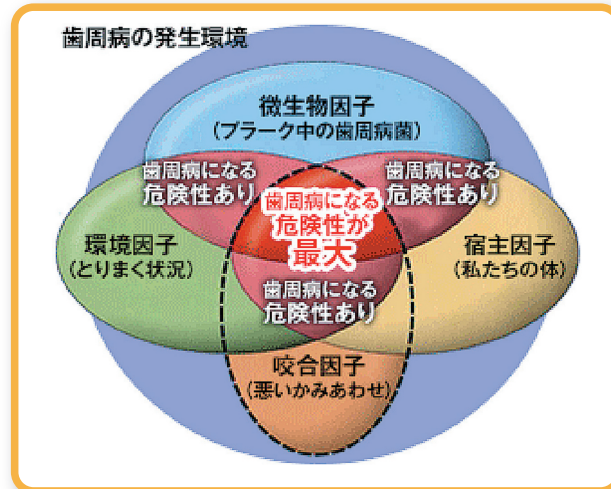 歯周病の発生環境
微生物因子
(プラーク中の歯周病菌)
歯周病になる
危険性あり
歯周病になる
危険性あり
歯周病になる
危険性が
最大
環境因子
(とりまく状況)
宿主因子
(私たちの体)
歯周病になる
危険性あり
咬合因子
(悪いかみあわせ)